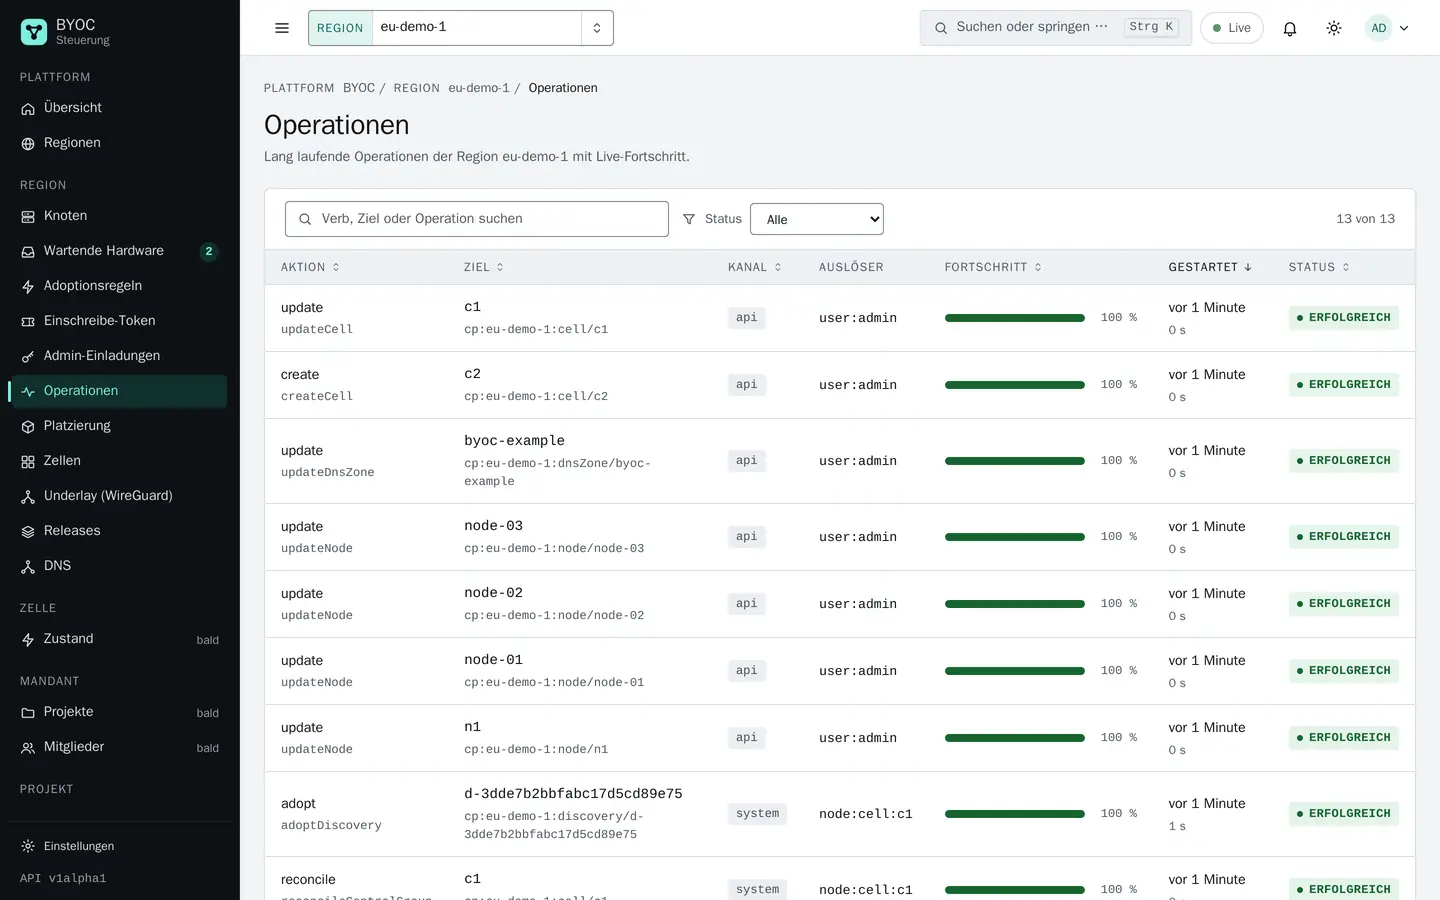 BYOC
Steuerung
PLATTFORM
Übersicht
Regionen
REGION
Knoten
Wartende Hardware 2
Adoptionsregeln
Einschreibe-Token
Admin-Einladungen
Operationen
Platzierung
Zellen
Underlay (WireGuard)
Releases
DNS
ZELLE
Zustand bald
MANDANT
Projekte bald
Mitglieder bald
PROJEKT
Einstellungen
API v1alpha1
REGION eu-demo-1
Suchen oder springen ··· Strg K
Live
AD
PLATTFORM BYOC / REGION eu-demo-1 / Operationen
Operationen
Lang laufende Operationen der Region eu-demo-1 mit Live-Fortschritt.
Verb, Ziel oder Operation suchen
Status Alle
13 von 13
AKTION ZIEL KANAL AUSLÖSER FORTSCHRITT GESTARTET STATUS
update c1 api user:admin 100 % vor 1 Minute ERFOLGREICH
updateCell cp:eu-demo-1:cell/c1 0 s
create c2 api user:admin 100 % vor 1 Minute ERFOLGREICH
createCell cp:eu-demo-1:cell/c2 0 s
update byoc-example api user:admin 100 % vor 1 Minute ERFOLGREICH
updateDnsZone cp:eu-demo-1:dnsZone/byoc- 0 s
example
update node-03 api user:admin 100 % vor 1 Minute ERFOLGREICH
updateNode cp:eu-demo-1:node/node-03 0 s
update node-02 api user:admin 100 % vor 1 Minute ERFOLGREICH
updateNode cp:eu-demo-1:node/node-02 0 s
update node-01 api user:admin 100 % vor 1 Minute ERFOLGREICH
updateNode cp:eu-demo-1:node/node-01 0 s
update n1 api user:admin 100 % vor 1 Minute ERFOLGREICH
updateNode cp:eu-demo-1:node/n1 0 s
adopt d-3dde7b2bbfabc17d5cd89e75 system node:cell:c1 100 % vor 1 Minute ERFOLGREICH
adoptDiscovery cp:eu-demo-1:discovery/d- 1 s
3dde7b2bbfabc17d5cd89e75
reconcile c1 system node:cell:c1 100 % vor 1 Minute ERFOLGREICH